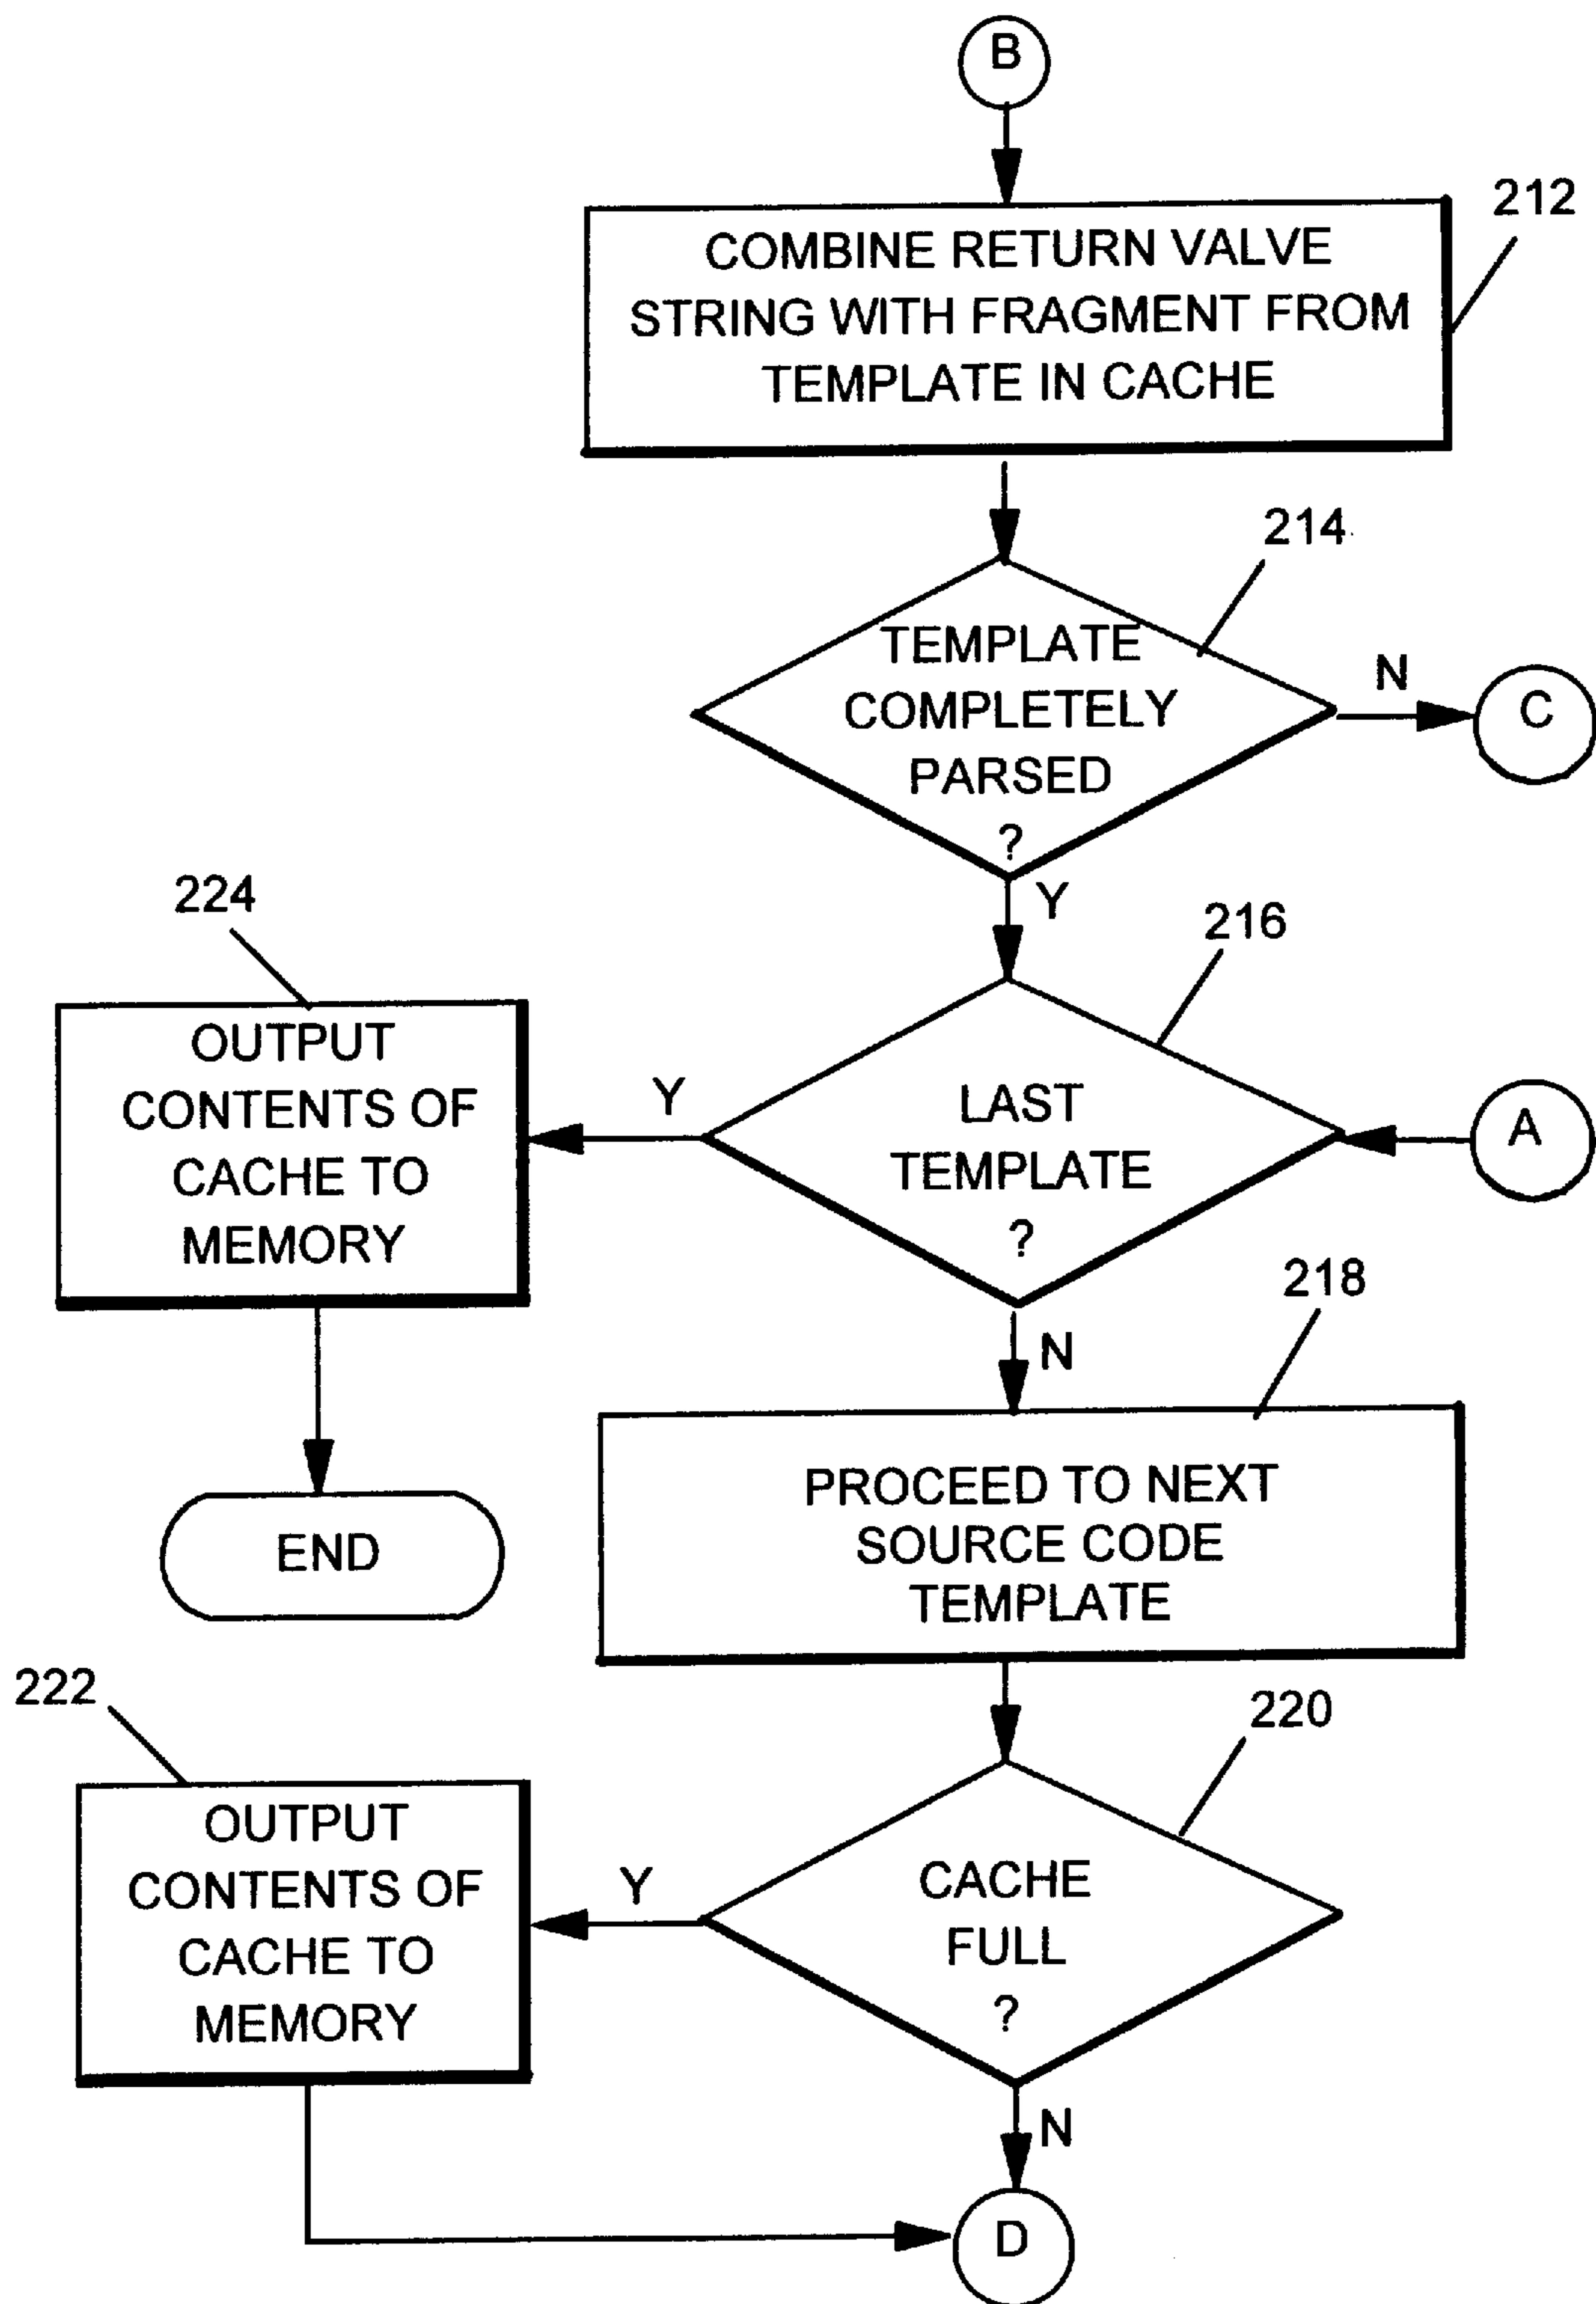 B
212
COMBINE RETURN VALVE
STRING WITH FRAGMENT FROM
TEMPLATE IN CACHE
214
TEMPLATE
COMPLETELY
PARSED
?
N
C
Y
224
216
OUTPUT
CONTENTS OF
CACHE TO
MEMORY
Y
LAST
TEMPLATE
?
A
218
N
END
PROCEED TO NEXT
SOURCE CODE
TEMPLATE
222
220
OUTPUT
CONTENTS OF
CACHE TO
MEMORY
Y
CACHE
FULL
?
N
D